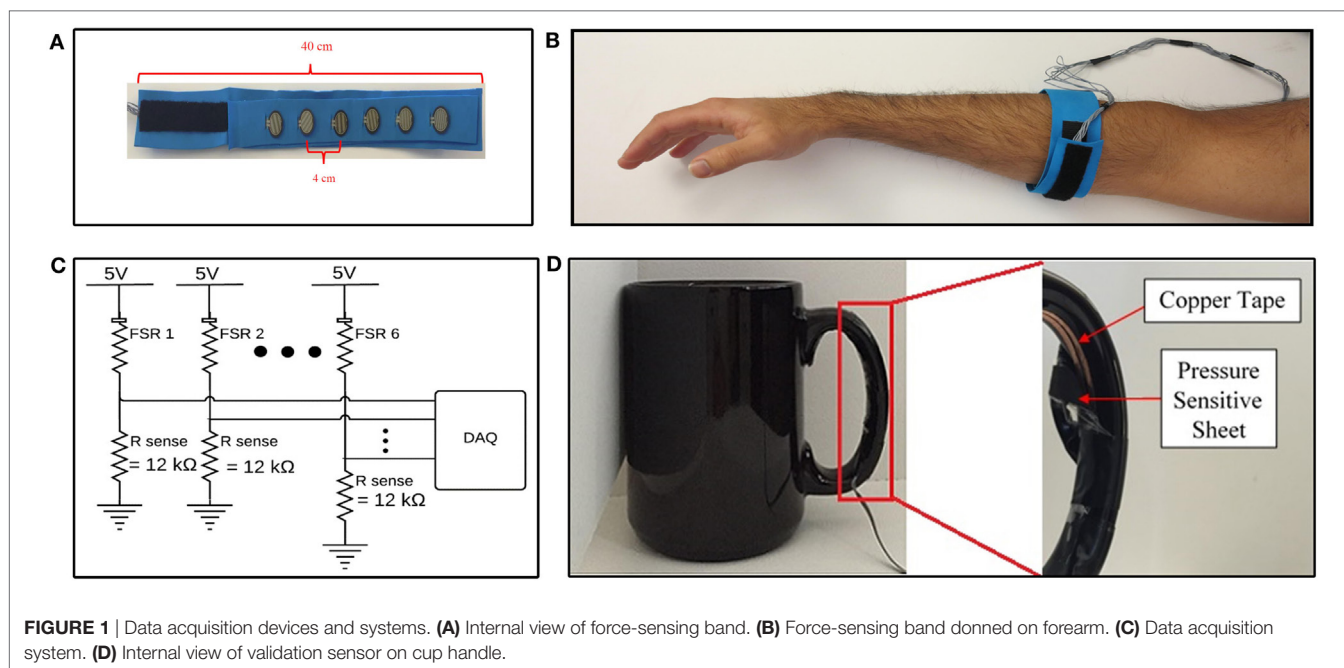 A
40 cm
4 cm
B
C
5V 5V 5V
FSR 1 FSR 2 FSR 6
R sense
= 12 kΩ
R sense
= 12 kΩ
R sense
= 12 kΩ
DAQ
D
Copper Tape
Pressure
Sensitive
Sheet
FIGURE 1 | Data acquisition devices and systems. (A) Internal view of force-sensing band. (B) Force-sensing band donned on forearm. (C) Data acquisition
system. (D) Internal view of validation sensor on cup handle.